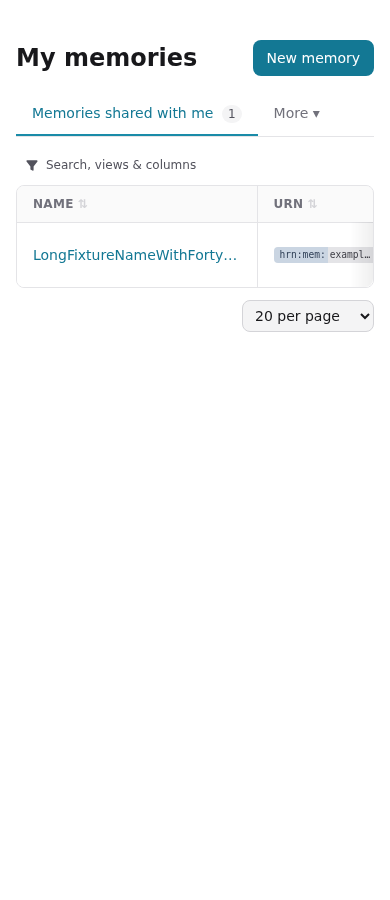 My memories
New memory
Memories shared with me 1
More ▾
Search, views & columns
NAME ⇅
URN ⇅
LongFixtureNameWithForty…
hrn:mem: exampl…
20 per page